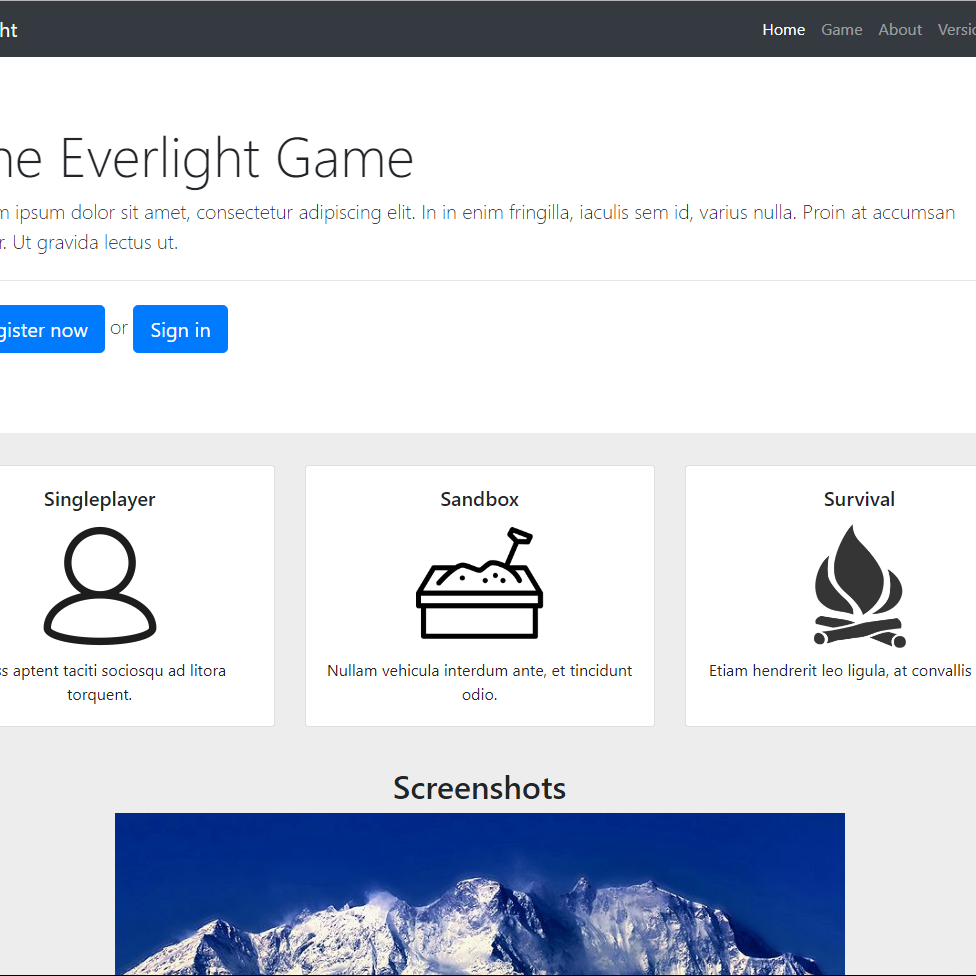 ht
Home Game About Versio
ne Everlight Game
m ipsum dolor sit amet, consectetur adipiscing elit. In in enim fringilla, iaculis sem id, varius nulla. Proin at accumsan
r. Ut gravida lectus ut.
gister now or Sign in
Singleplayer
ss aptent taciti sociosqu ad litora
torquent.
Sandbox
Nullam vehicula interdum ante, et tincidunt
odio.
Survival
Etiam hendrerit leo ligula, at convallis
Screenshots